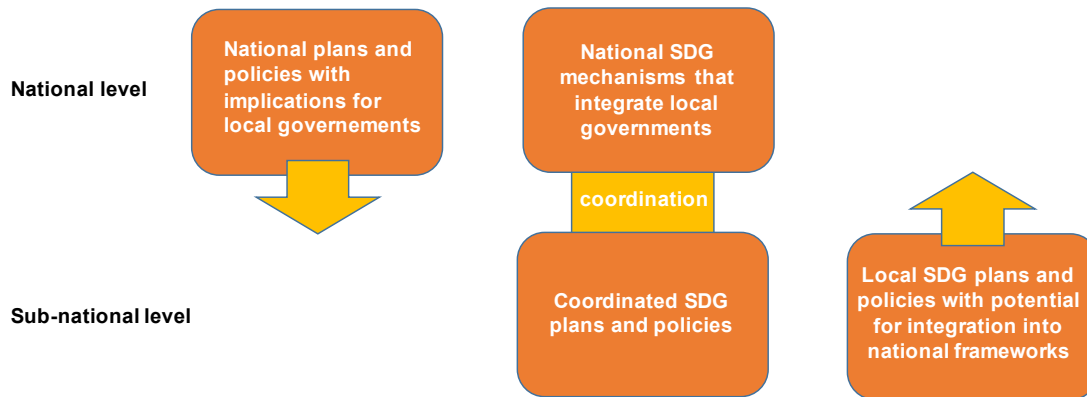 National level
National plans and
policies with
implications for
local governements
National SDG
mechanisms that
integrate local
governments
coordination
Sub-national level
Coordinated SDG
plans and policies
Local SDG plans and
policies with potential
for integration into
national frameworks